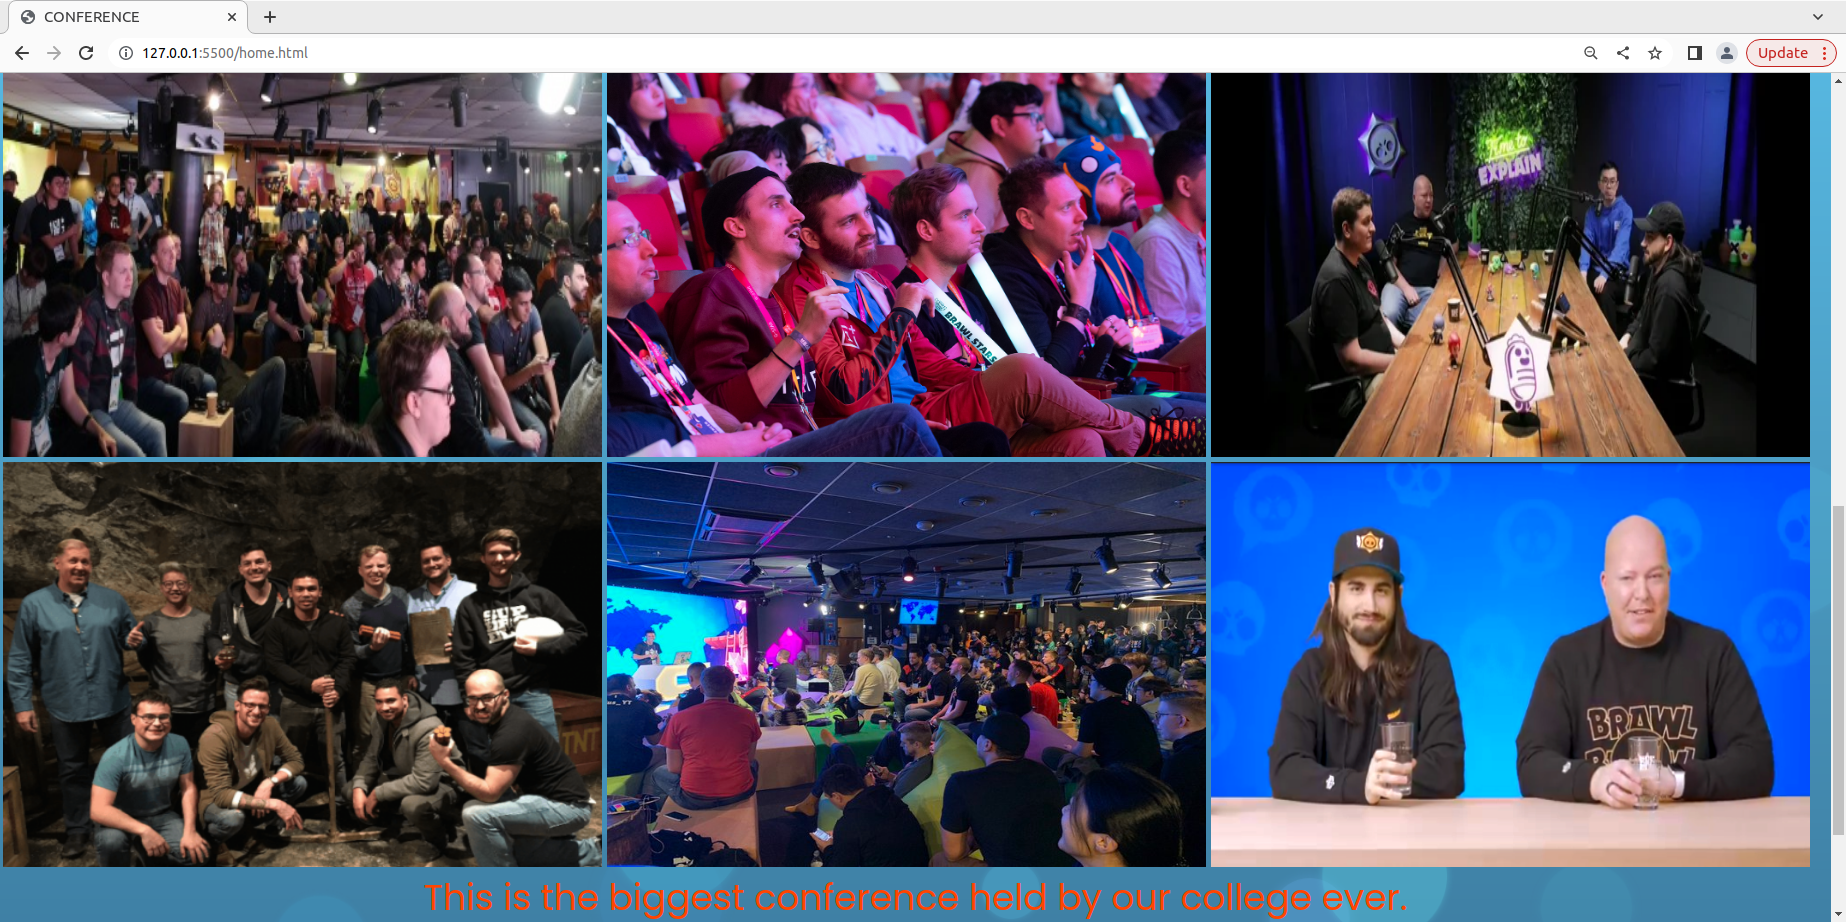 CONFERENCE
127.0.0.1:5500/home.html
Update
BRAWL STARS
Time to
EXPLAIN
TNT
BRAWL
This is the biggest conference held by our college ever.